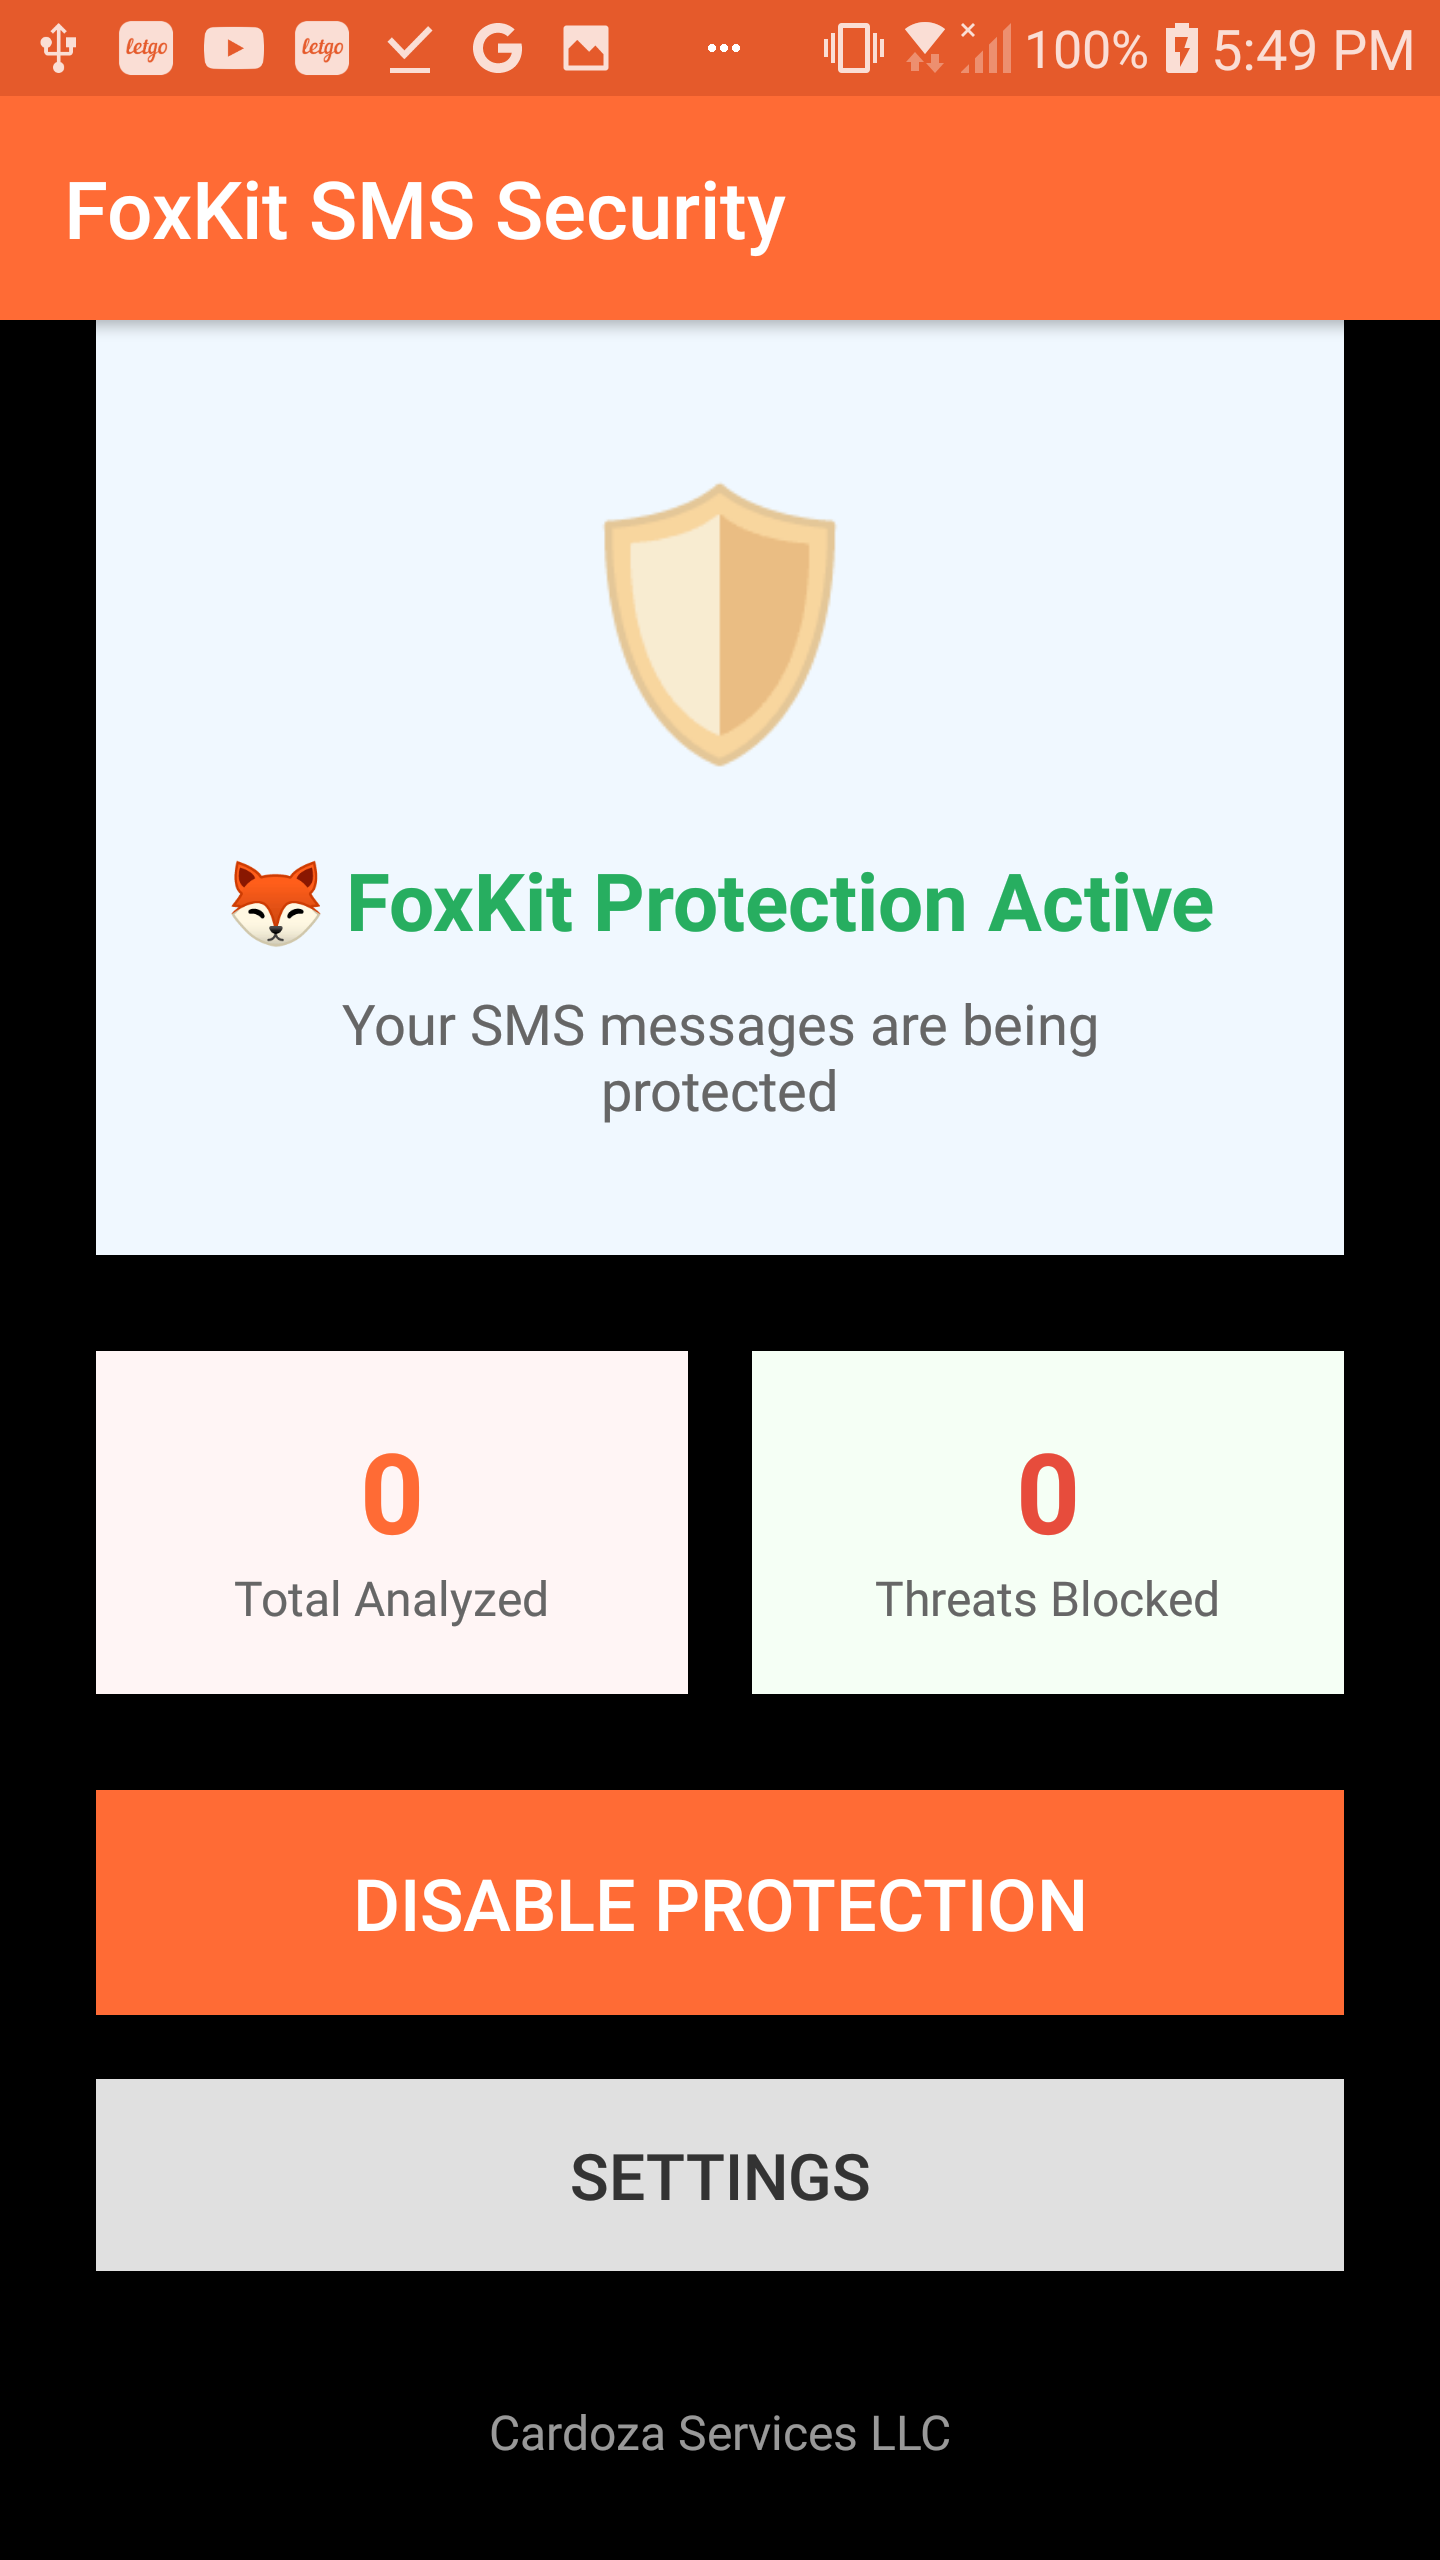 letgo letgo 100% 5:49 PM
FoxKit SMS Security
FoxKit Protection Active
Your SMS messages are being
protected
0 0
Total Analyzed Threats Blocked
DISABLE PROTECTION
SETTINGS
Cardoza Services LLC